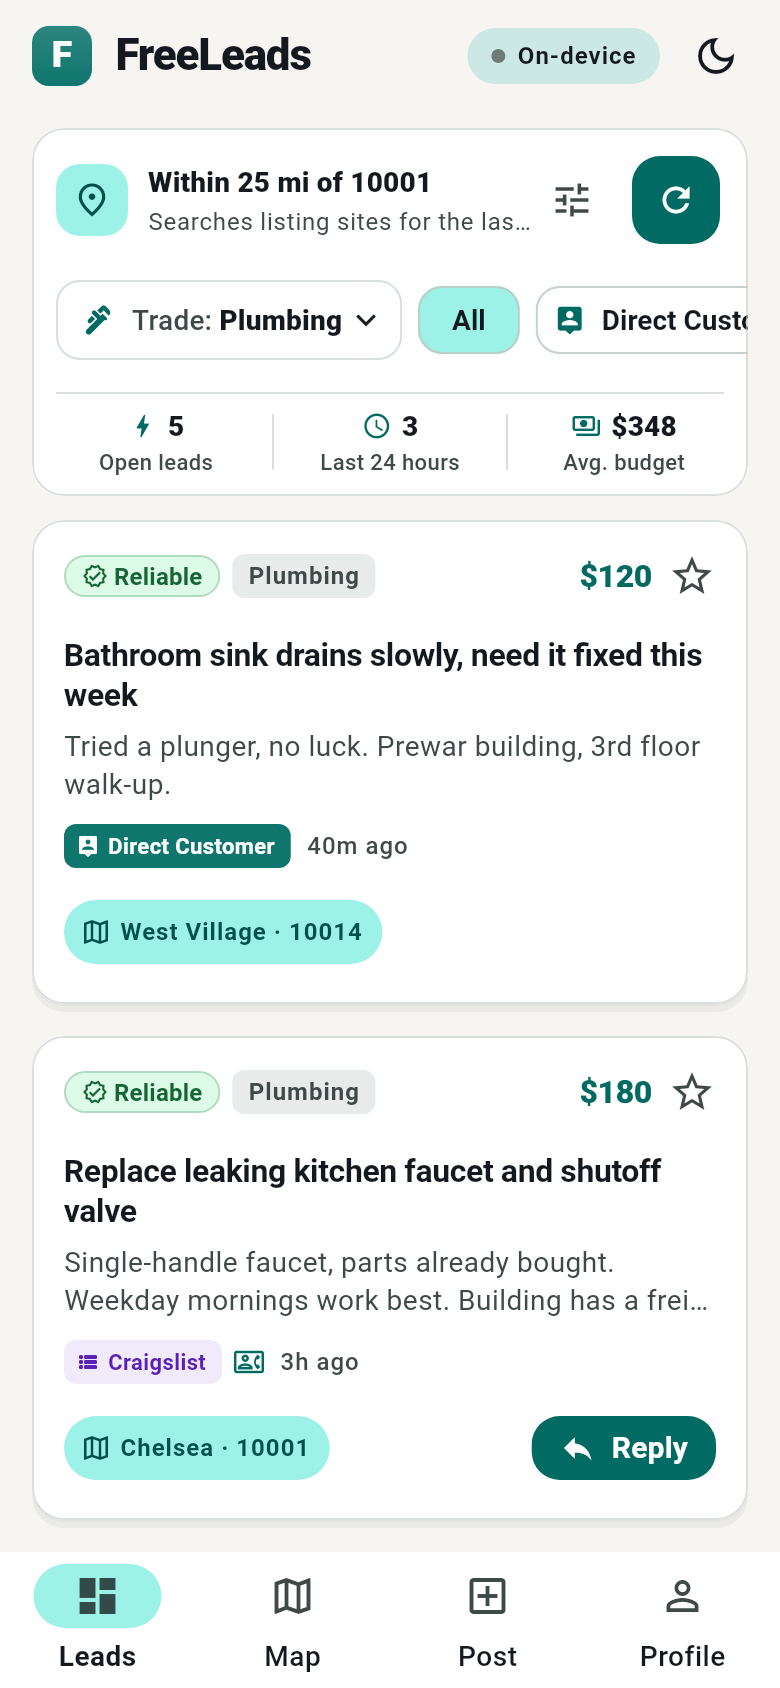 F FreeLeads On-device
Within 25 mi of 10001
Searches listing sites for the las…
Trade: Plumbing All Direct Custo
5 3 $348
Open leads Last 24 hours Avg. budget
Reliable Plumbing $120
Bathroom sink drains slowly, need it fixed this
week
Tried a plunger, no luck. Prewar building, 3rd floor
walk-up.
Direct Customer 40m ago
West Village · 10014
Reliable Plumbing $180
Replace leaking kitchen faucet and shutoff
valve
Single-handle faucet, parts already bought.
Weekday mornings work best. Building has a frei…
Craigslist 3h ago
Chelsea · 10001 Reply
Leads Map Post Profile